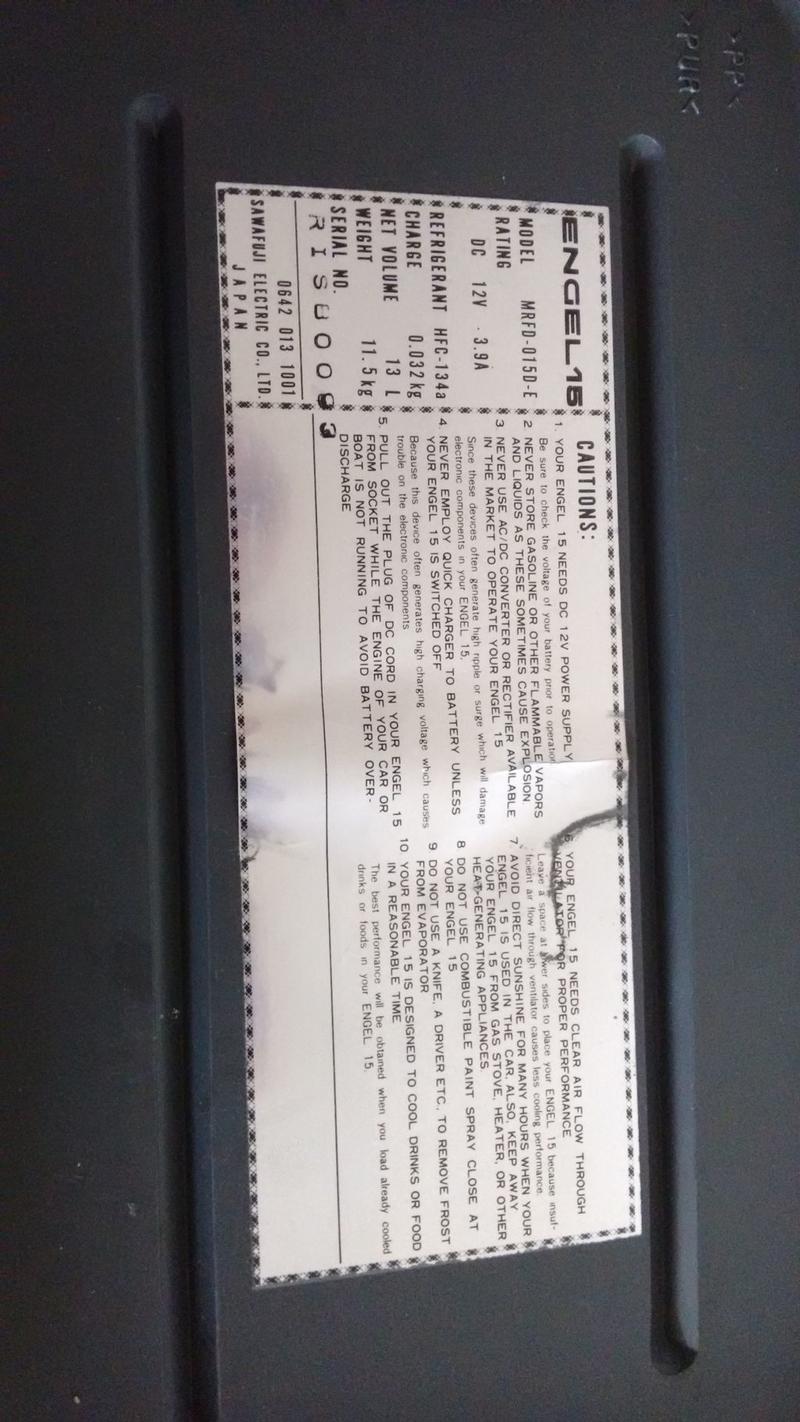 >PP<
>PUR<
ENGEL 15
MODEL MRFD-015D-E
RATING
DC 12V · 3.9A
REFRIGERANT HFC-134a
CHARGE 0.032kg
NET VOLUME 13 L
WEIGHT 11.5kg
SERIAL NO.
0642 013 1001
SAWAFUJI ELECTRIC CO., LTD.
JAPAN
CAUTIONS:
1. YOUR ENGEL 15 NEEDS DC 12V POWER SUPPLY
Be sure to check the voltage of your battery prior to operation
2 NEVER STORE GASOLINE OR OTHER FLAMMABLE VAPORS
AND LIQUIDS AS THESE SOMETIMES CAUSE EXPLOSION.
3 NEVER USE AC/DC CONVERTER OR RECTIFIER AVAILABLE
IN THE MARKET TO OPERATE YOUR ENGEL 15
Since these devices often generate high ripple or surge which will damage
electronic components in your ENGEL 15.
4. NEVER EMPLOY QUICK CHARGER TO BATTERY UNLESS
YOUR ENGEL 15 IS SWITCHED OFF
Because this device often generates high charging voltage which causes
trouble on the electronic components
5. PULL OUT THE PLUG OF DC CORD IN YOUR ENGEL 15
FROM SOCKET WHILE THE ENGINE OF YOUR CAR OR
BOAT IS NOT RUNNING TO AVOID BATTERY OVER-
DISCHARGE
6 YOUR ENGEL 15 NEEDS CLEAR AIR FLOW THROUGH
VENTILATOR FOR PROPER PERFORMANCE
Leave a space at sides to place your ENGEL 15 because insuf-
ficient air flow through ventilator causes less cooling performance.
7. AVOID DIRECT SUNSHINE FOR MANY HOURS WHEN YOUR
ENGEL 15 IS USED IN THE CAR. ALSO, KEEP AWAY
YOUR ENGEL 15 FROM GAS STOVE, HEATER, OR OTHER
HEAT-GENERATING APPLIANCES
8 DO NOT USE COMBUSTIBLE PAINT SPRAY CLOSE AT
YOUR ENGEL 15
9 DO NOT USE A KNIFE, A DRIVER ETC., TO REMOVE FROST
FROM EVAPORATOR
10 YOUR ENGEL 15 IS DESIGNED TO COOL DRINKS OR FOOD
IN A REASONABLE TIME
The best performance will be obtained when you load already cooled
drinks or foods in your ENGEL 15.